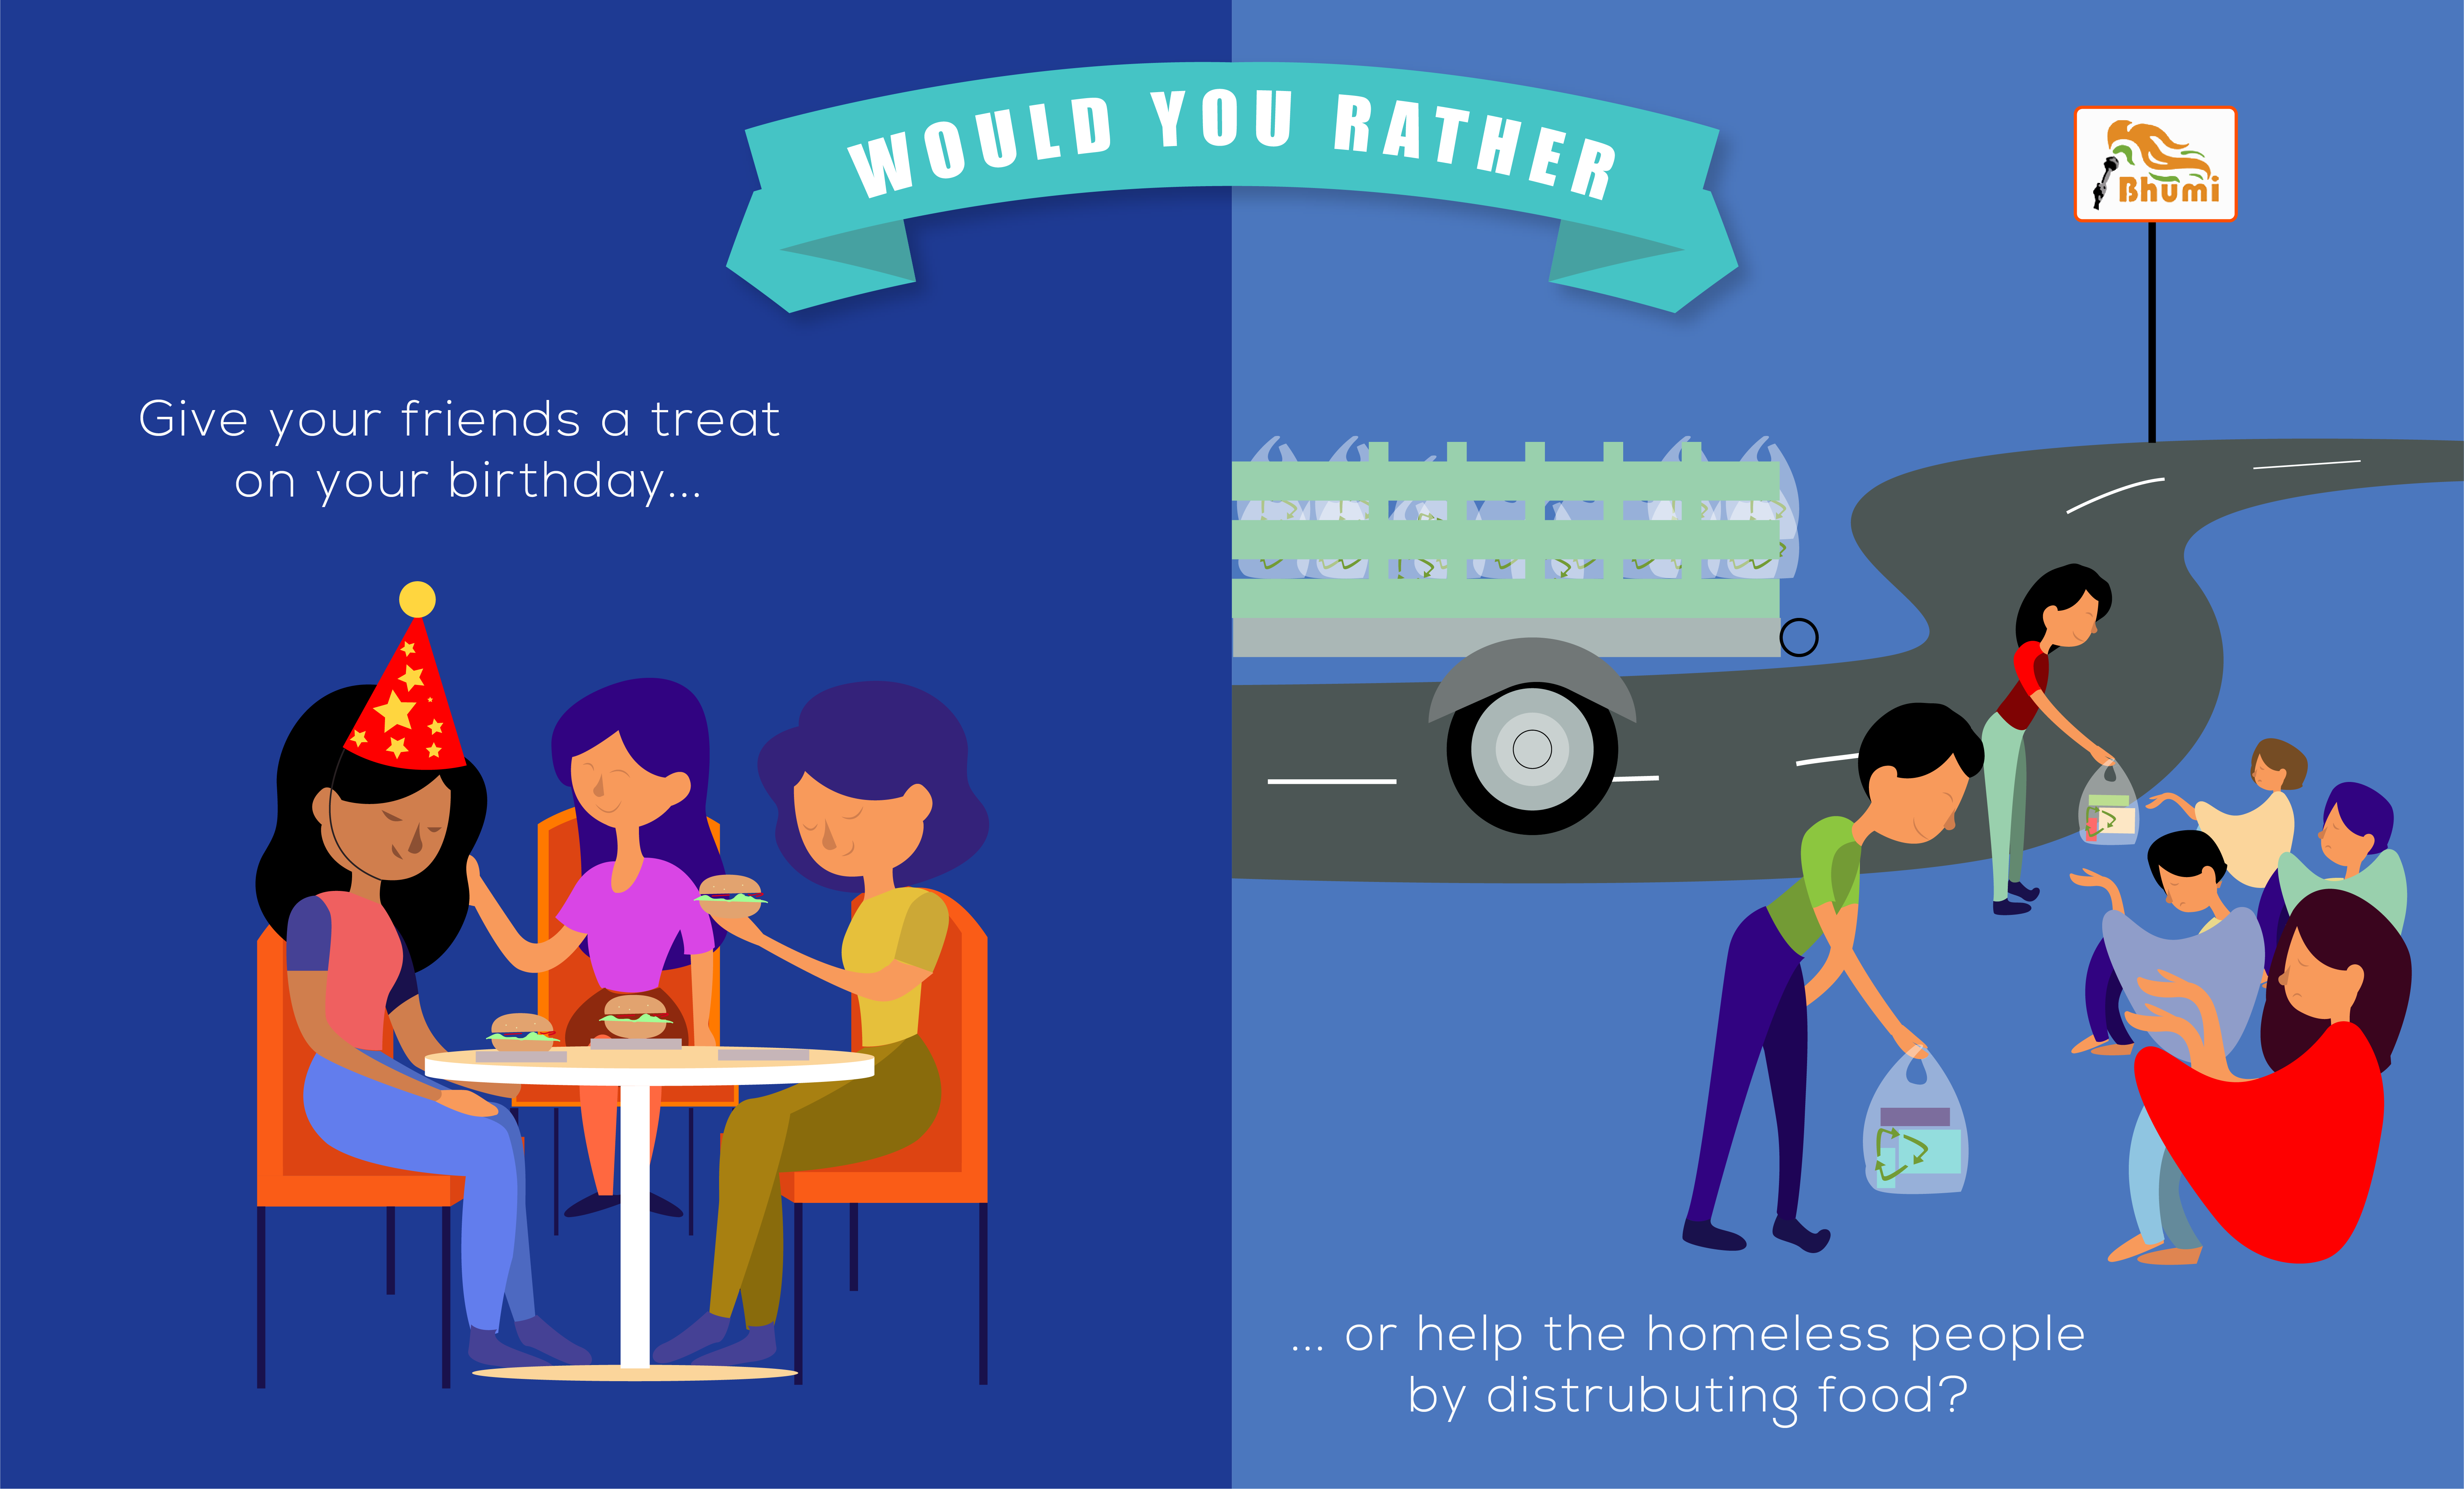 WOULD YOU RATHER
Bhumi
Give your friends a treat
on your birthday...
... or help the homeless people
by distrubuting food?